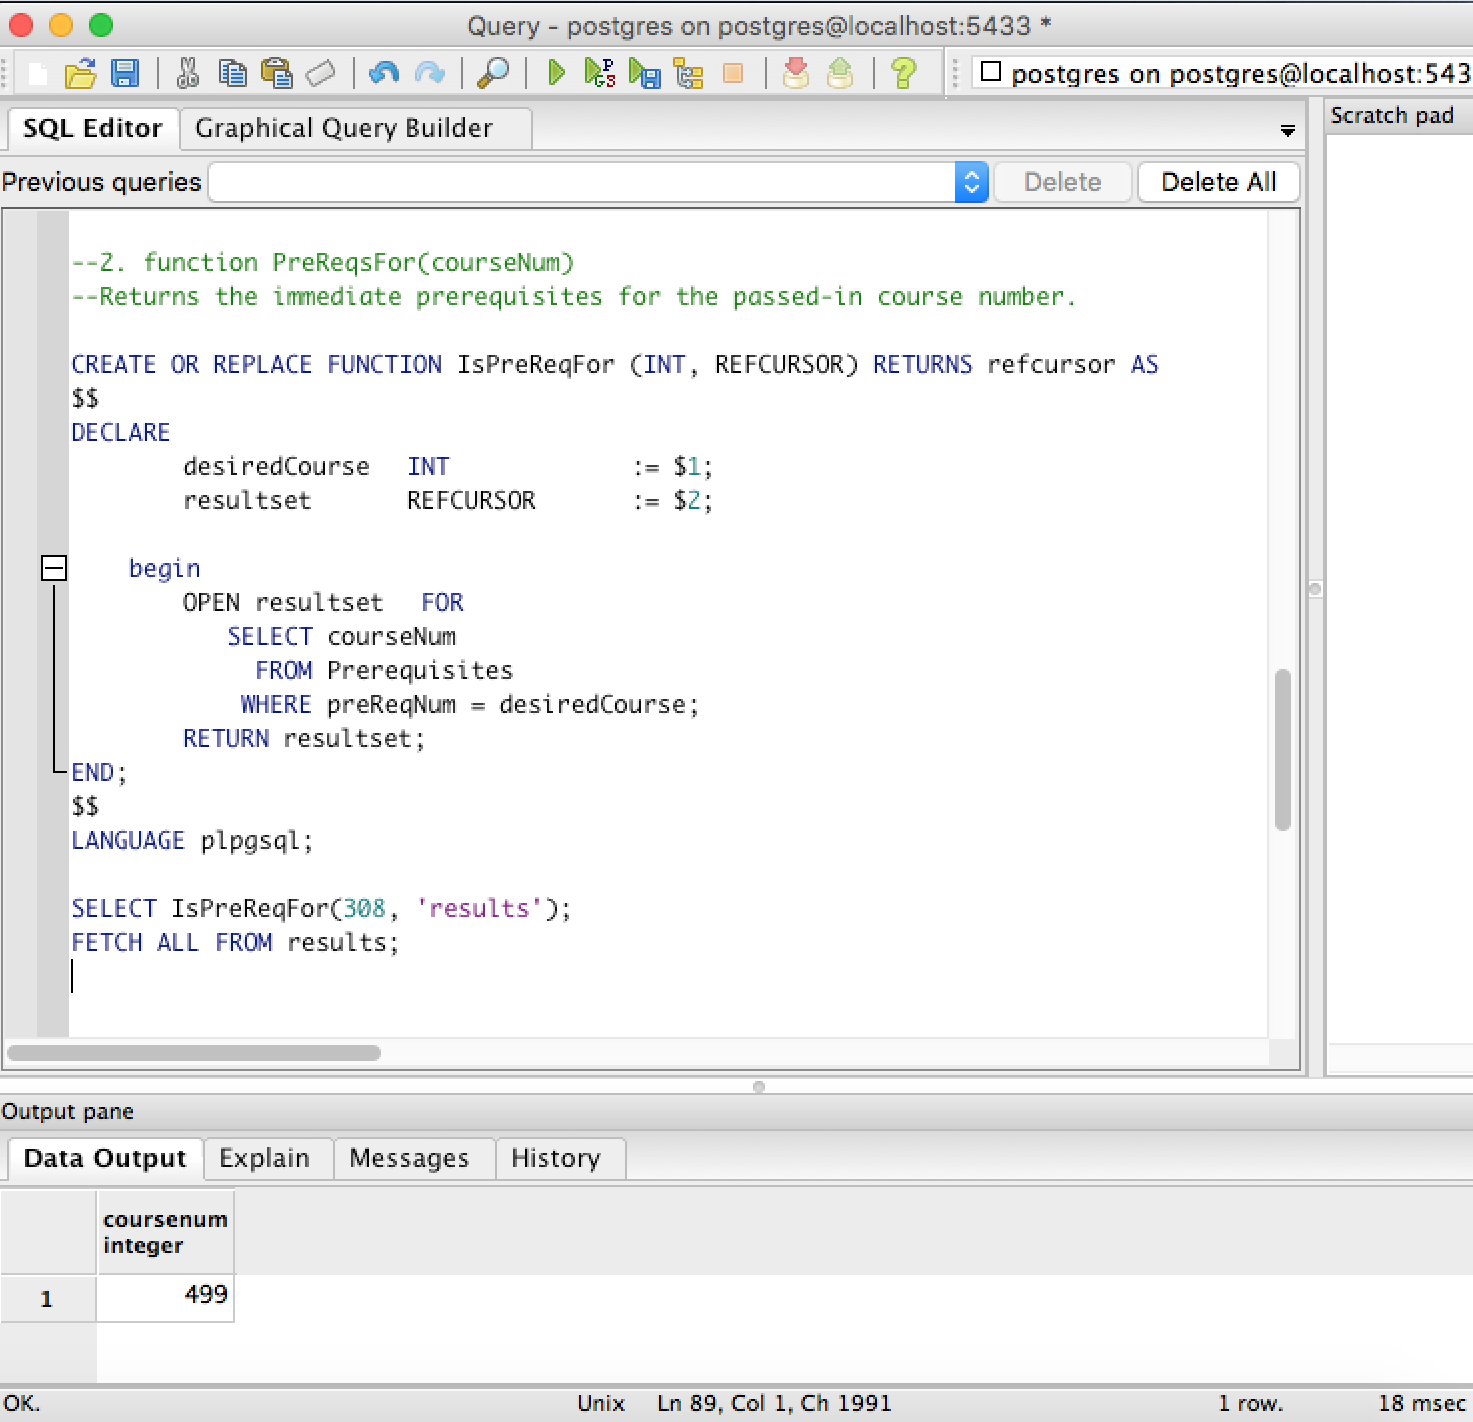 Query - postgres on postgres@localhost:5433 *
postgres on postgres@localhost:543
SQL Editor
Graphical Query Builder
Scratch pad
Previous queries
Delete
Delete All
--2. function PreReqsFor(courseNum)
--Returns the immediate prerequisites for the passed-in course number.
CREATE OR REPLACE FUNCTION IsPreReqFor (INT, REFCURSOR) RETURNS refcursor AS
$$
DECLARE
desiredCourse INT := $1;
resultset REFCURSOR := $2;
begin
OPEN resultset FOR
SELECT courseNum
FROM Prerequisites
WHERE preReqNum = desiredCourse;
RETURN resultset;
END;
$$
LANGUAGE plpgsql;
SELECT IsPreReqFor(308, 'results');
FETCH ALL FROM results;
Output pane
Data Output
Explain
Messages
History
coursenum
integer
1 499
OK.
Unix
Ln 89, Col 1, Ch 1991
1 row.
18 msec